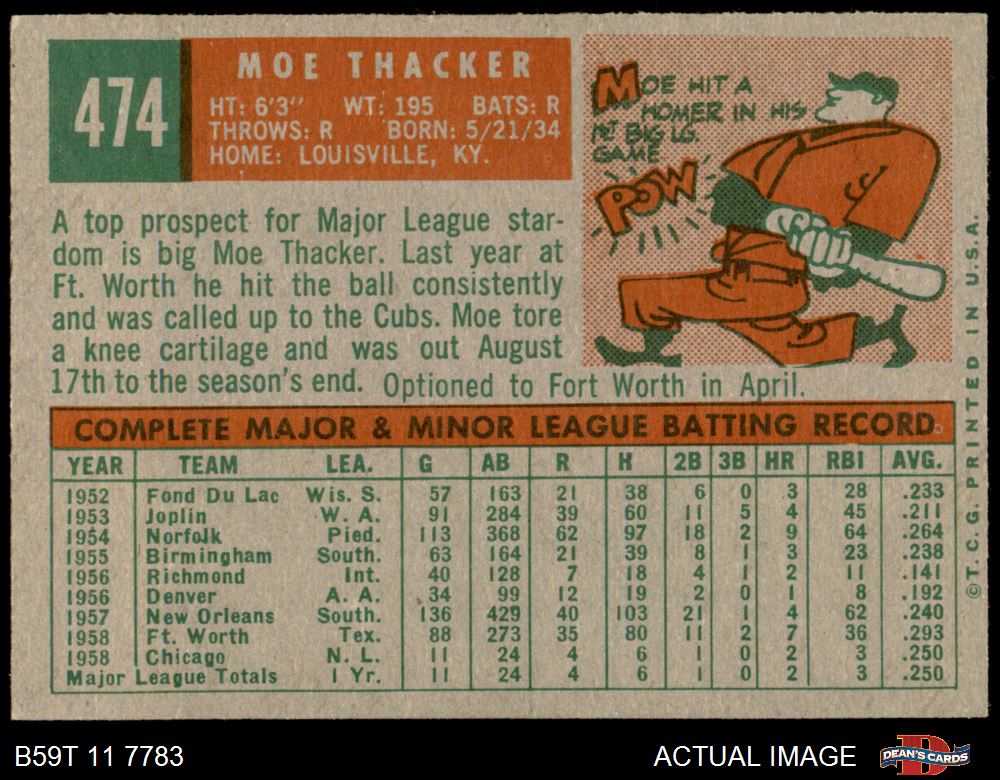 474
MOE THACKER
HT: 6'3" WT: 195 BATS: R
THROWS: R BORN: 5/21/34
HOME: LOUISVILLE, KY.
MOE HIT A
HOMER IN HIS
1ST BIG LG.
GAME
POW
A top prospect for Major League star-
dom is big Moe Thacker. Last year at
Ft. Worth he hit the ball consistently
and was called up to the Cubs. Moe tore
a knee cartilage and was out August
17th to the season's end. Optioned to Fort Worth in April.
COMPLETE MAJOR & MINOR LEAGUE BATTING RECORD
YEAR TEAM LEA. G AB R H 2B 3B HR RBI AVG.
1952 Fond Du Lac Wis. S. 57 163 21 38 6 0 3 28 .233
1953 Joplin W. A. 91 284 39 60 11 5 4 45 .211
1954 Norfolk Pied. 113 368 62 97 18 2 9 64 .264
1955 Birmingham South. 63 164 21 39 8 1 3 23 .238
1956 Richmond Int. 40 128 7 18 4 1 2 11 .141
1956 Denver A. A. 34 99 12 19 2 0 1 8 .192
1957 New Orleans South. 136 429 40 103 21 1 4 62 .240
1958 Ft. Worth Tex. 88 273 35 80 11 2 7 36 .293
1958 Chicago N. L. 11 24 4 6 1 0 2 3 .250
Major League Totals 1 Yr. 11 24 4 6 1 0 2 3 .250
©T.C.G. PRINTED IN U.S.A.
B59T 11 7783
ACTUAL IMAGE
DEAN'S CARDS